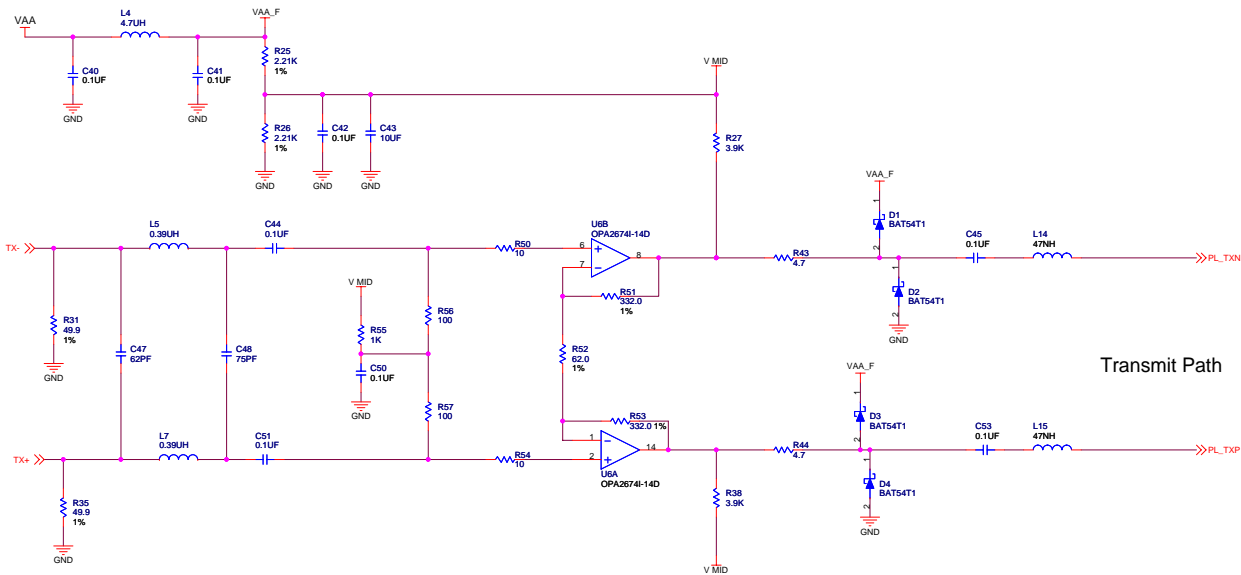 VAA
L4
4.7UH
VAA_F
C40
0.1UF
GND
C41
0.1UF
GND
R25
2.21K
1%
R26
2.21K
1%
GND
C42
0.1UF
GND
C43
10UF
GND
V MID
R27
3.9K
TX-
R31
49.9
1%
GND
L5
0.39UH
C44
0.1UF
C47
62PF
C48
75PF
V MID
R55
1K
C50
0.1UF
GND
R56
100
R57
100
R50
10
U6B
OPA2674I-14D
6
+
7
−
8
R51
332.0
1%
R52
62.0
1%
R53
332.0 1%
1
−
2
+
14
U6A
OPA2674I-14D
R54
10
TX+
L7
0.39UH
C51
0.1UF
R35
49.9
1%
GND
R43
4.7
VAA_F
1
D1
BAT54T1
2
1
D2
BAT54T1
2
GND
C45
0.1UF
L14
47NH
PL_TXN
Transmit Path
R44
4.7
VAA_F
1
D3
BAT54T1
2
1
D4
BAT54T1
2
GND
C53
0.1UF
L15
47NH
PL_TXP
R38
3.9K
V MID